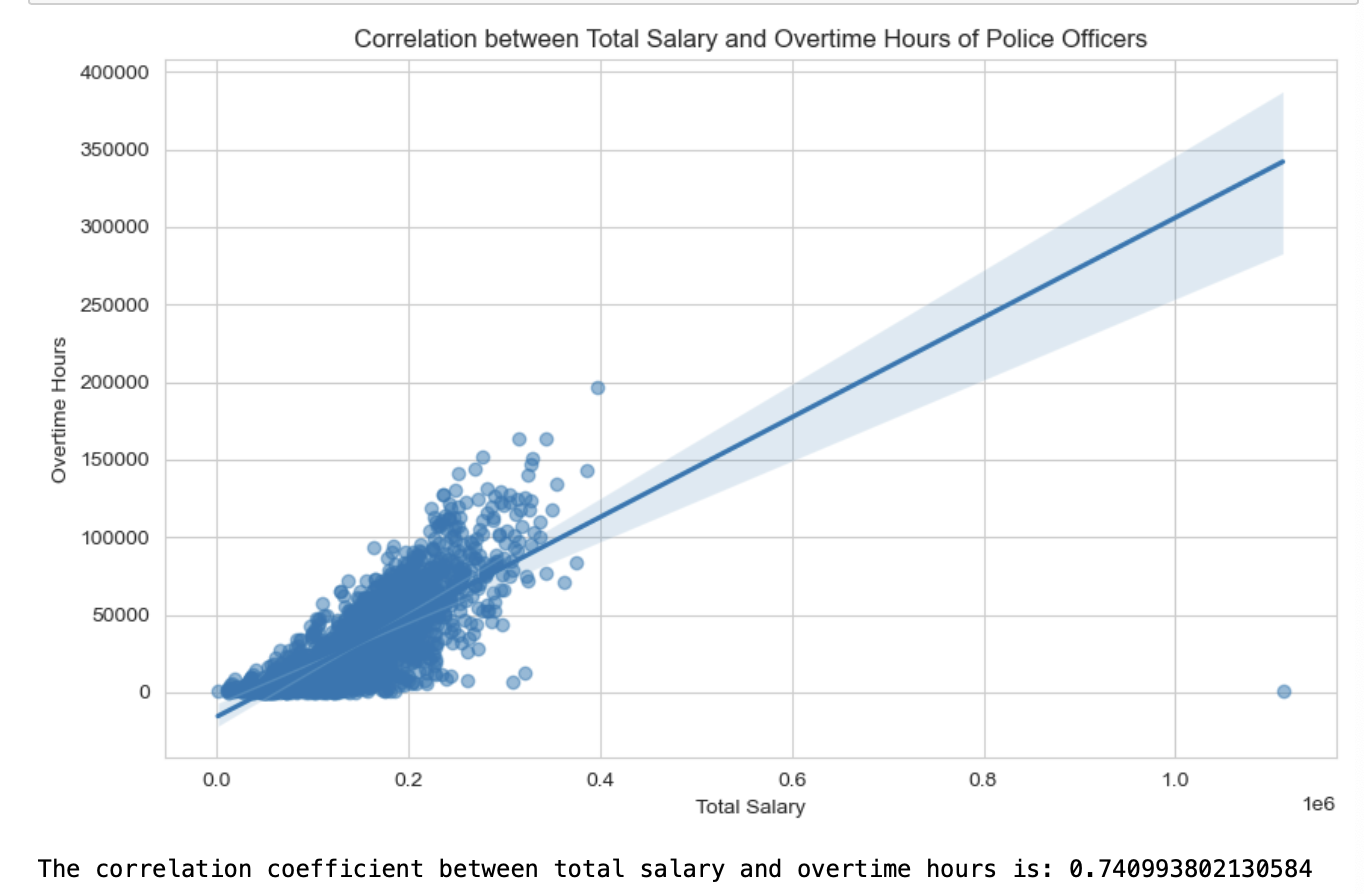 Correlation between Total Salary and Overtime Hours of Police Officers
400000
350000
300000
250000
200000
150000
100000
50000
0
Overtime Hours
0.0 0.2 0.4 0.6 0.8 1.0
Total Salary
1e6
The correlation coefficient between total salary and overtime hours is: 0.740993802130584